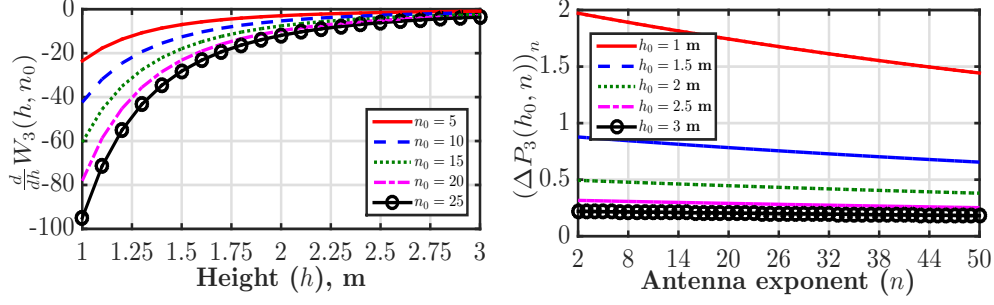 d/dh W₃(h, n₀)
0
-20
-40
-60
-80
-100
n₀ = 5
n₀ = 10
n₀ = 15
n₀ = 20
n₀ = 25
1 1.25 1.5 1.75 2 2.25 2.5 2.75 3
Height (h), m
(ΔP₃(h₀, n))ₙ
2
1.5
1
0.5
0
h₀ = 1 m
h₀ = 1.5 m
h₀ = 2 m
h₀ = 2.5 m
h₀ = 3 m
2 8 14 20 26 32 38 44 50
Antenna exponent (n)